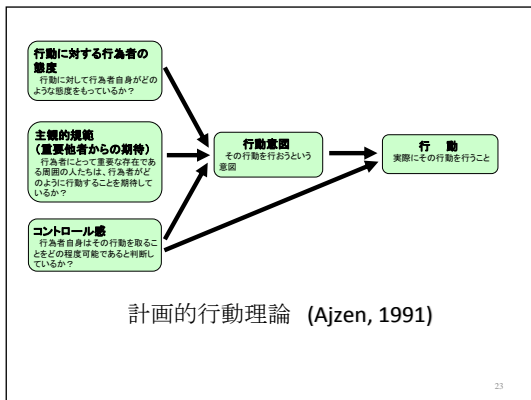 行動に対する行為者の
態度
行動に対して行為者自身がどの
ような態度をもっているか？
主観的規範
（重要他者からの期待）
行為者にとって重要な存在であ
る周囲の人たちは、行為者がど
のように行動することを期待して
いるか？
コントロール感
行為者自身はその行動を取るこ
とをどの程度可能であると判断し
ているか？
行動意図
その行動を行おうという
意図
行　動
実際にその行動を行うこと
計画的行動理論 (Ajzen, 1991)
23